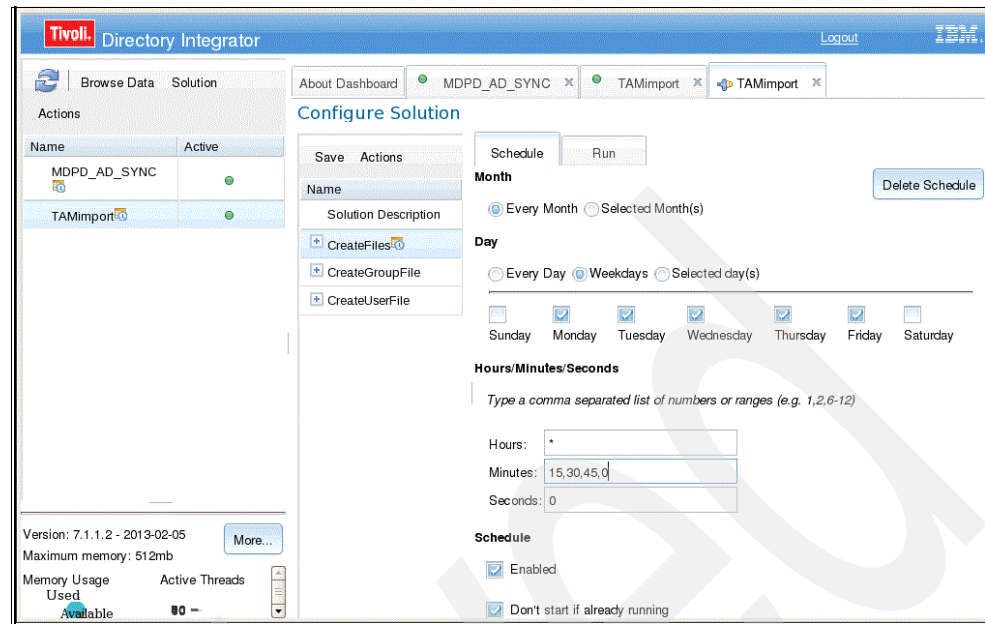 Tivoli. Directory Integrator
Logout
IBM.
Browse Data Solution
Actions
Name Active
MDPD_AD_SYNC
TAMimport
Version: 7.1.1.2 - 2013-02-05
More...
Maximum memory: 512mb
Memory Usage Active Threads
Used
Available
About Dashboard MDPD_AD_SYNC X TAMimport X TAMimport X
Configure Solution
Save Actions
Name
Solution Description
CreateFiles
CreateGroupFile
CreateUserFile
Schedule Run
Month
Delete Schedule
Every Month Selected Month(s)
Day
Every Day Weekdays Selected day(s)
Sunday Monday Tuesday Wednesday Thursday Friday Saturday
Hours/Minutes/Seconds
Type a comma separated list of numbers or ranges (e.g. 1,2,6-12)
Hours: *
Minutes: 15,30,45,0
Seconds: 0
Schedule
Enabled
Don't start if already running